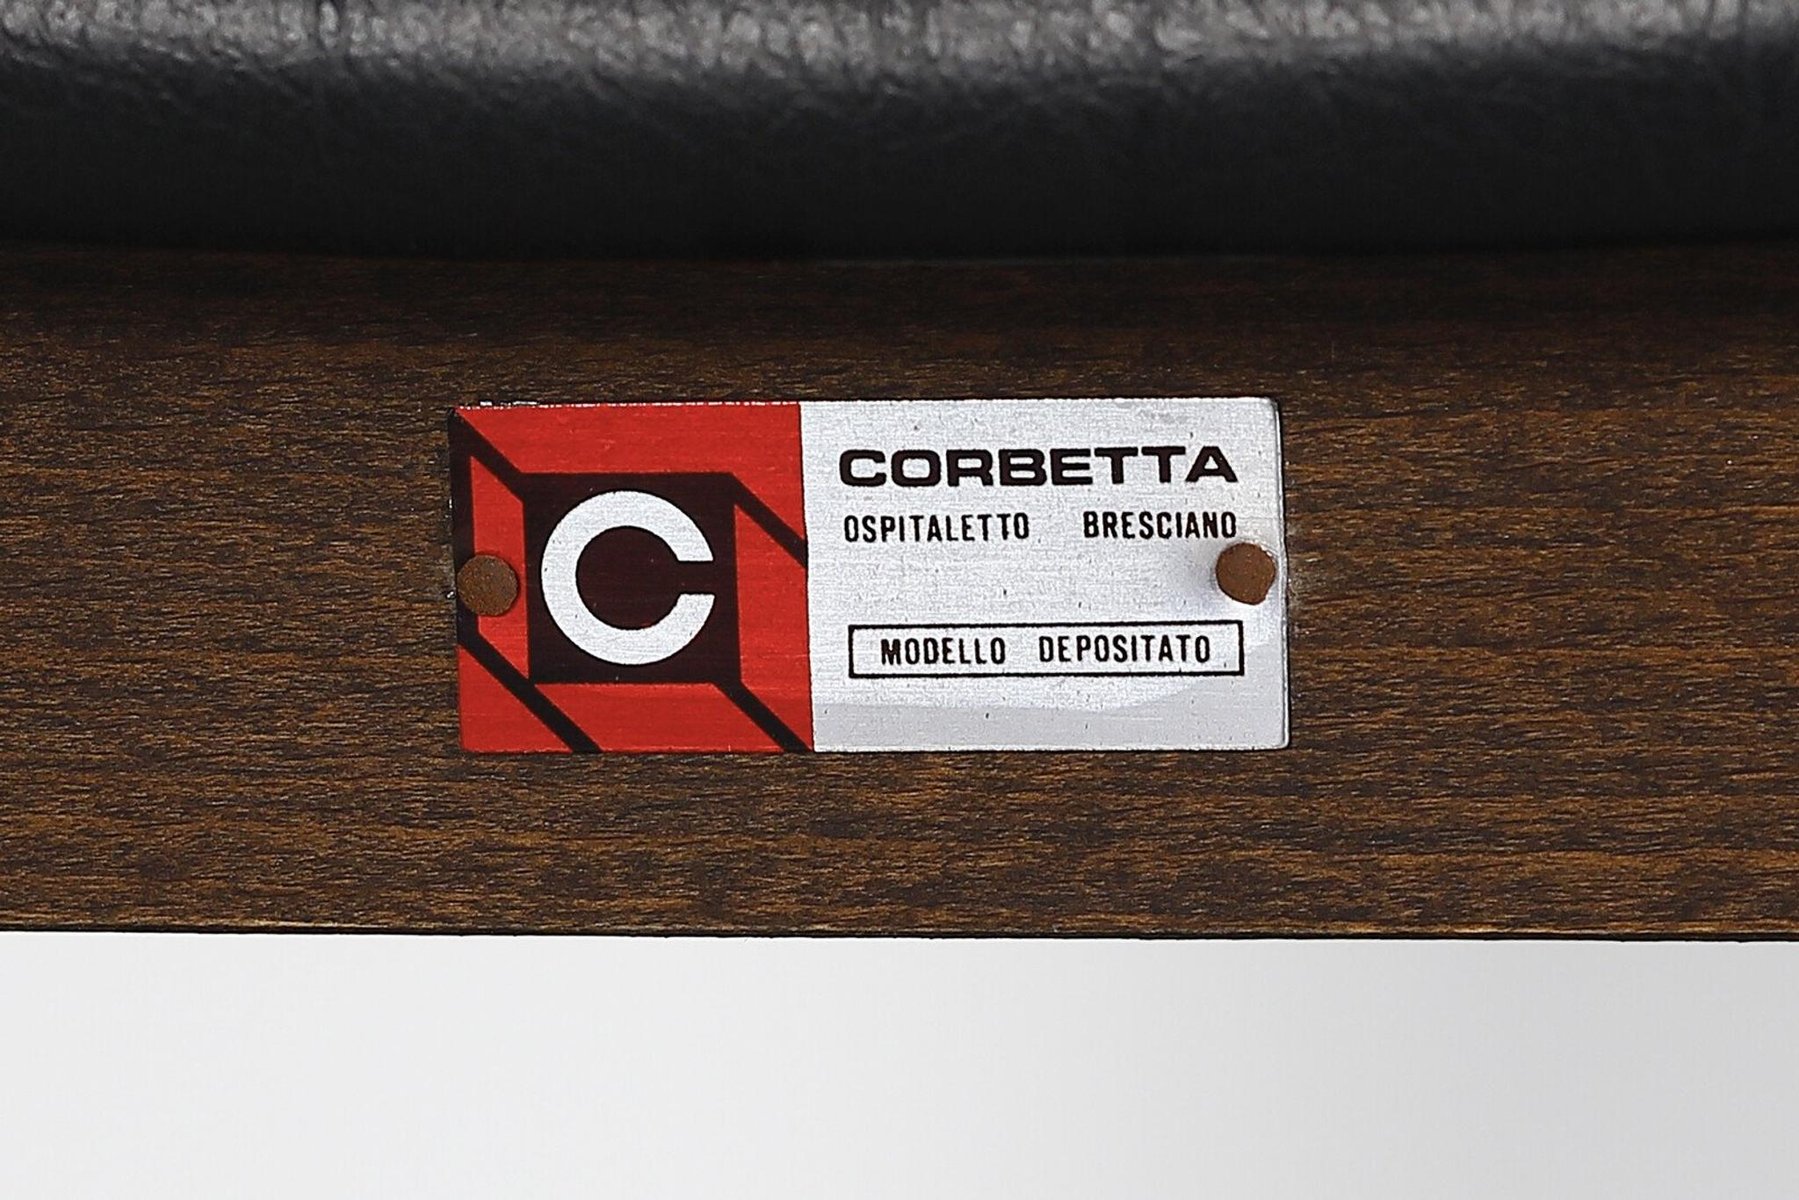 C
CORBETTA
OSPITALETTO BRESCIANO
MODELLO DEPOSITATO